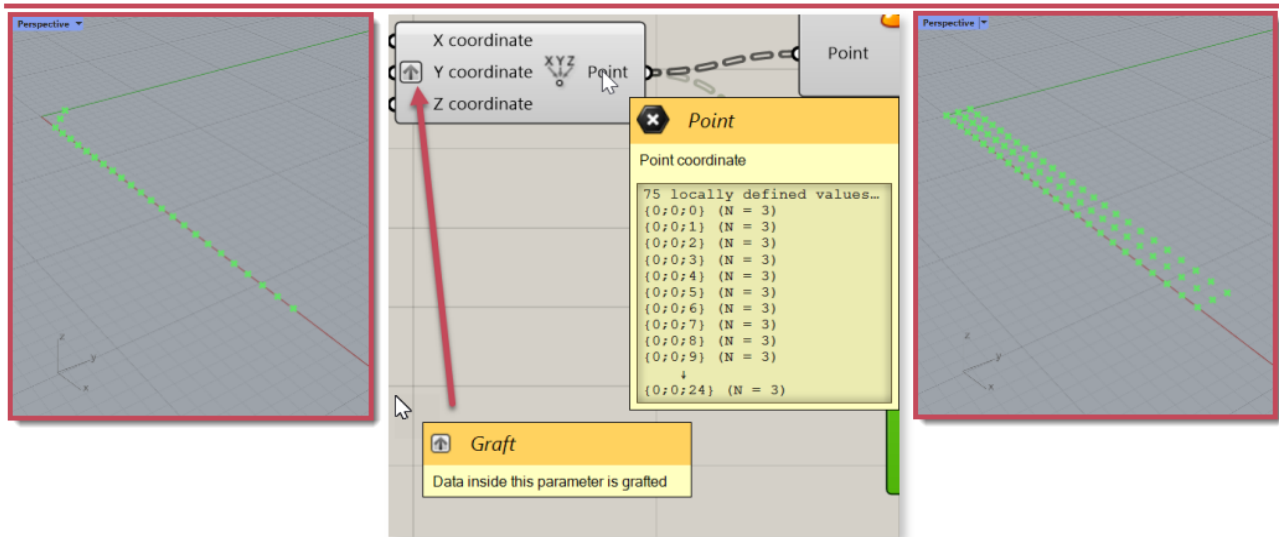 Perspective
z
y
x
X coordinate
Y coordinate
Z coordinate
XYZ
Point
Point
Point
Point coordinate
75 locally defined values…
{0;0;0} (N = 3)
{0;0;1} (N = 3)
{0;0;2} (N = 3)
{0;0;3} (N = 3)
{0;0;4} (N = 3)
{0;0;5} (N = 3)
{0;0;6} (N = 3)
{0;0;7} (N = 3)
{0;0;8} (N = 3)
{0;0;9} (N = 3)
↓
{0;0;24} (N = 3)
Graft
Data inside this parameter is grafted
Perspective
z
y
x